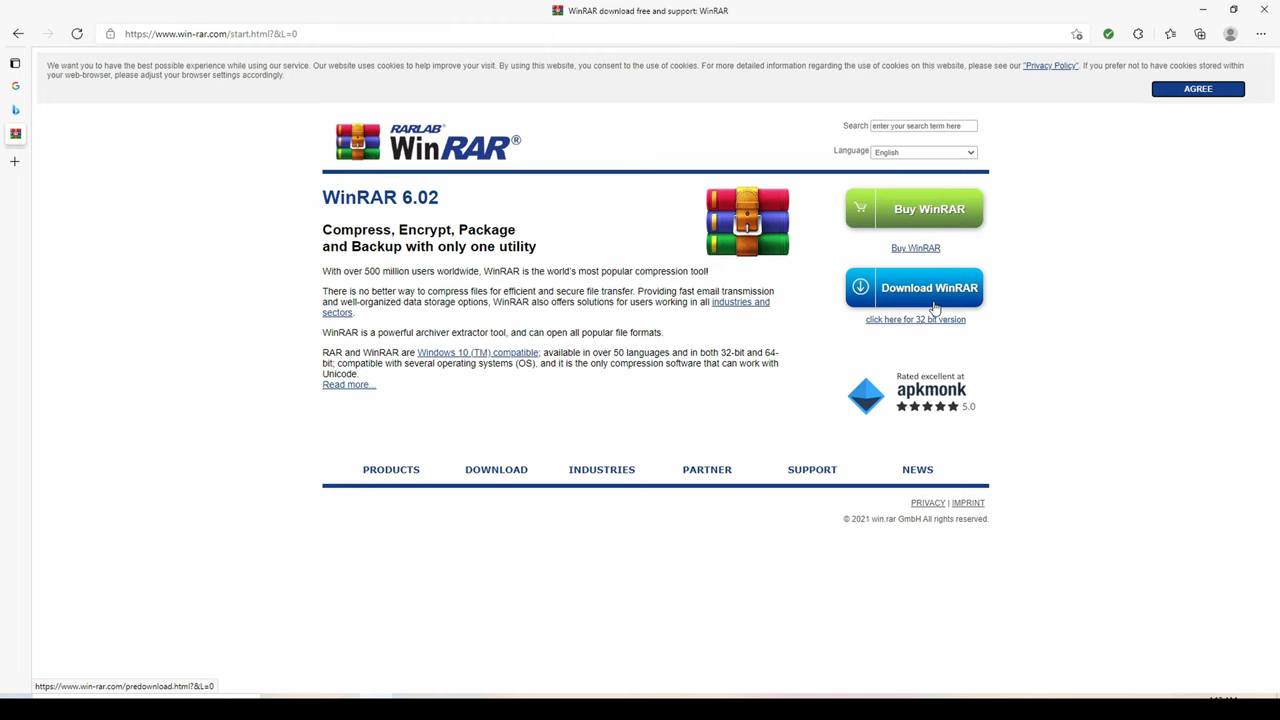 WinRAR download free and support: WinRAR
https://www.win-rar.com/start.html?&L=0
We want you to have the best possible experience while using our service. Our website uses cookies to help improve your visit. By using this website, you consent to the use of cookies. For more detailed information regarding the use of cookies on this website, please see our "Privacy Policy". If you prefer not to have cookies stored within
your web-browser, please adjust your browser settings accordingly.
AGREE
RARLAB®
WinRAR®
Search enter your search term here
Language English
WinRAR 6.02
Compress, Encrypt, Package
and Backup with only one utility
With over 500 million users worldwide, WinRAR is the world's most popular compression tool!
There is no better way to compress files for efficient and secure file transfer. Providing fast email transmission
and well-organized data storage options, WinRAR also offers solutions for users working in all industries and
sectors.
WinRAR is a powerful archiver extractor tool, and can open all popular file formats.
RAR and WinRAR are Windows 10 (TM) compatible; available in over 50 languages and in both 32-bit and 64-
bit; compatible with several operating systems (OS), and it is the only compression software that can work with
Unicode.
Read more...
Buy WinRAR
Buy WinRAR
Download WinRAR
click here for 32 bit version
Rated excellent at
apkmonk
5.0
PRODUCTS DOWNLOAD INDUSTRIES PARTNER SUPPORT NEWS
PRIVACY | IMPRINT
© 2021 win.rar GmbH All rights reserved.
https://www.win-rar.com/predownload.html?&L=0